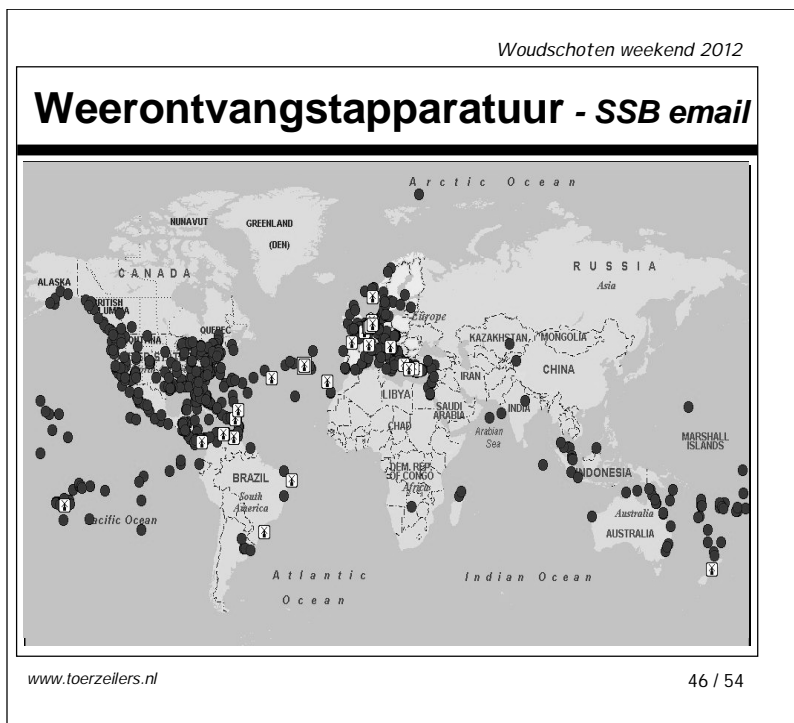 Woudschoten weekend 2012
Weerontvangstapparatuur - SSB email
Arctic Ocean
NUNAVUT
GREENLAND
(DEN)
ALASKA
CANADA
RUSSIA
Asia
BRITISH
QUEBEC
Europe
KAZAKHSTAN
MONGOLIA
CHINA
IRAN
LIBYA
SAUDI
ARABIA
INDIA
CHAD
Arabian
Sea
MARSHALL
ISLANDS
DEM. REP.
OF CONGO
Africa
INDONESIA
BRAZIL
South
America
Pacific Ocean
Australia
AUSTRALIA
Atlantic
Ocean
Indian Ocean
www.toerzeilers.nl
46 / 54